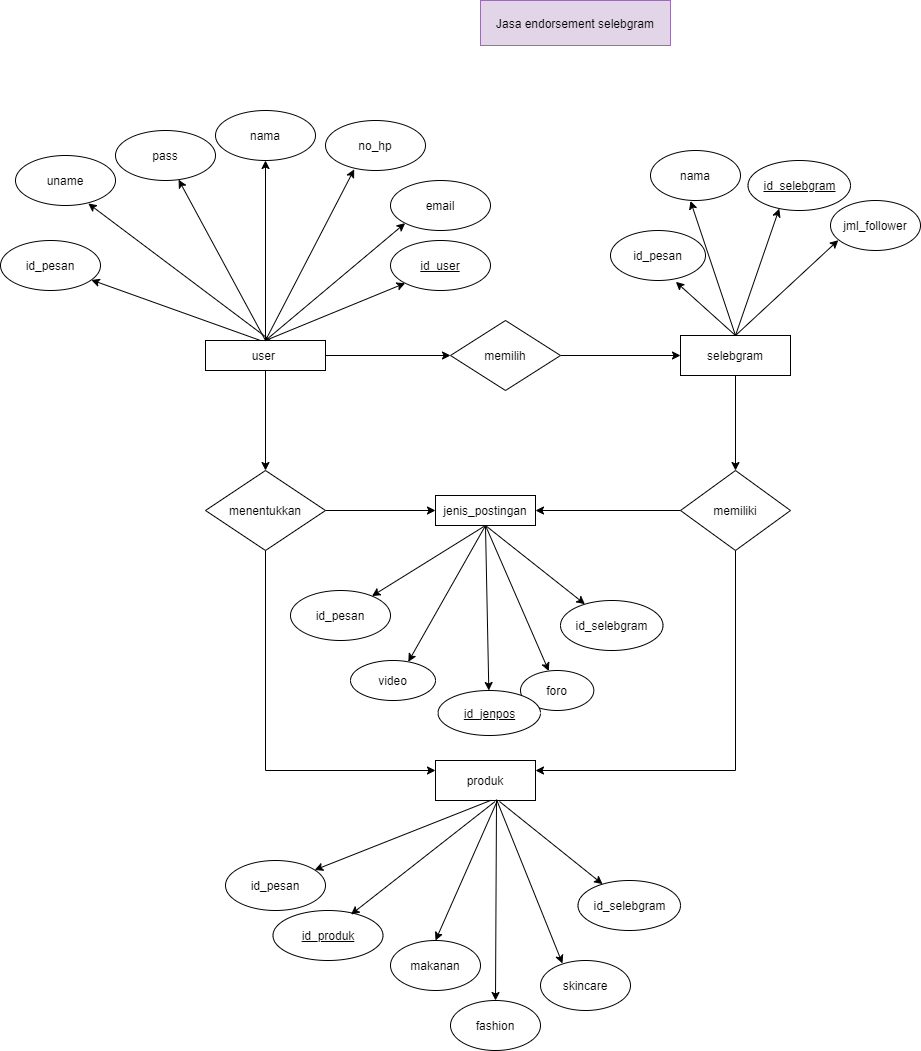 Jasa endorsement selebgram
nama
no_hp
pass
uname
email
id_pesan
id_user
nama
id_selebgram
jml_follower
id_pesan
user
memilih
selebgram
menentukkan
jenis_postingan
memiliki
id_pesan
id_selebgram
video
foro
id_jenpos
produk
id_pesan
id_selebgram
id_produk
makanan
skincare
fashion